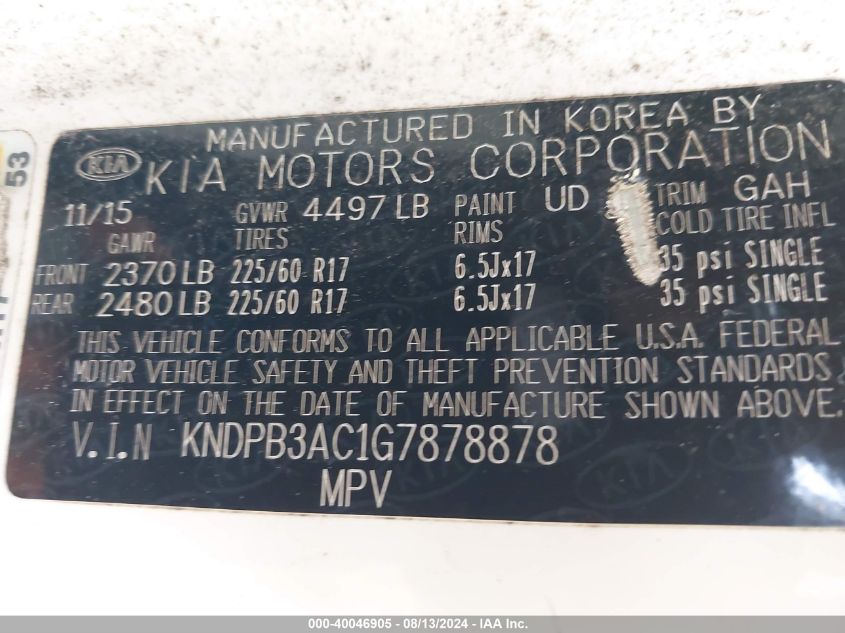 MANUFACTURED IN KOREA BY
KIA KIA MOTORS CORPORATION
11/15 GVWR 4497 LB PAINT UD TRIM GAH
GAWR TIRES RIMS COLD TIRE INFL
FRONT 2370 LB 225/60 R17 6.5Jx17 35 psi SINGLE
REAR 2480 LB 225/60 R17 6.5Jx17 35 psi SINGLE
THIS VEHICLE CONFORMS TO ALL APPLICABLE U.S.A. FEDERAL
MOTOR VEHICLE SAFETY AND THEFT PREVENTION STANDARDS
IN EFFECT ON THE DATE OF MANUFACTURE SHOWN ABOVE.
V.I.N KNDPB3AC1G7878878
MPV
53
000-40046905 - 08/13/2024 - IAA Inc.